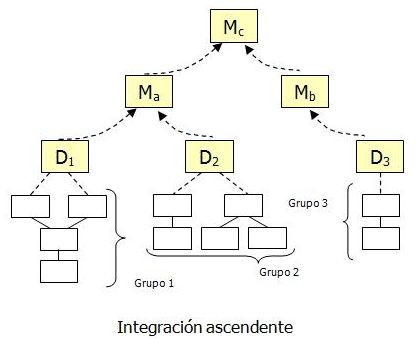 Mc
Ma
Mb
D1
D2
D3
Grupo 3
Grupo 2
Grupo 1
Integración ascendente